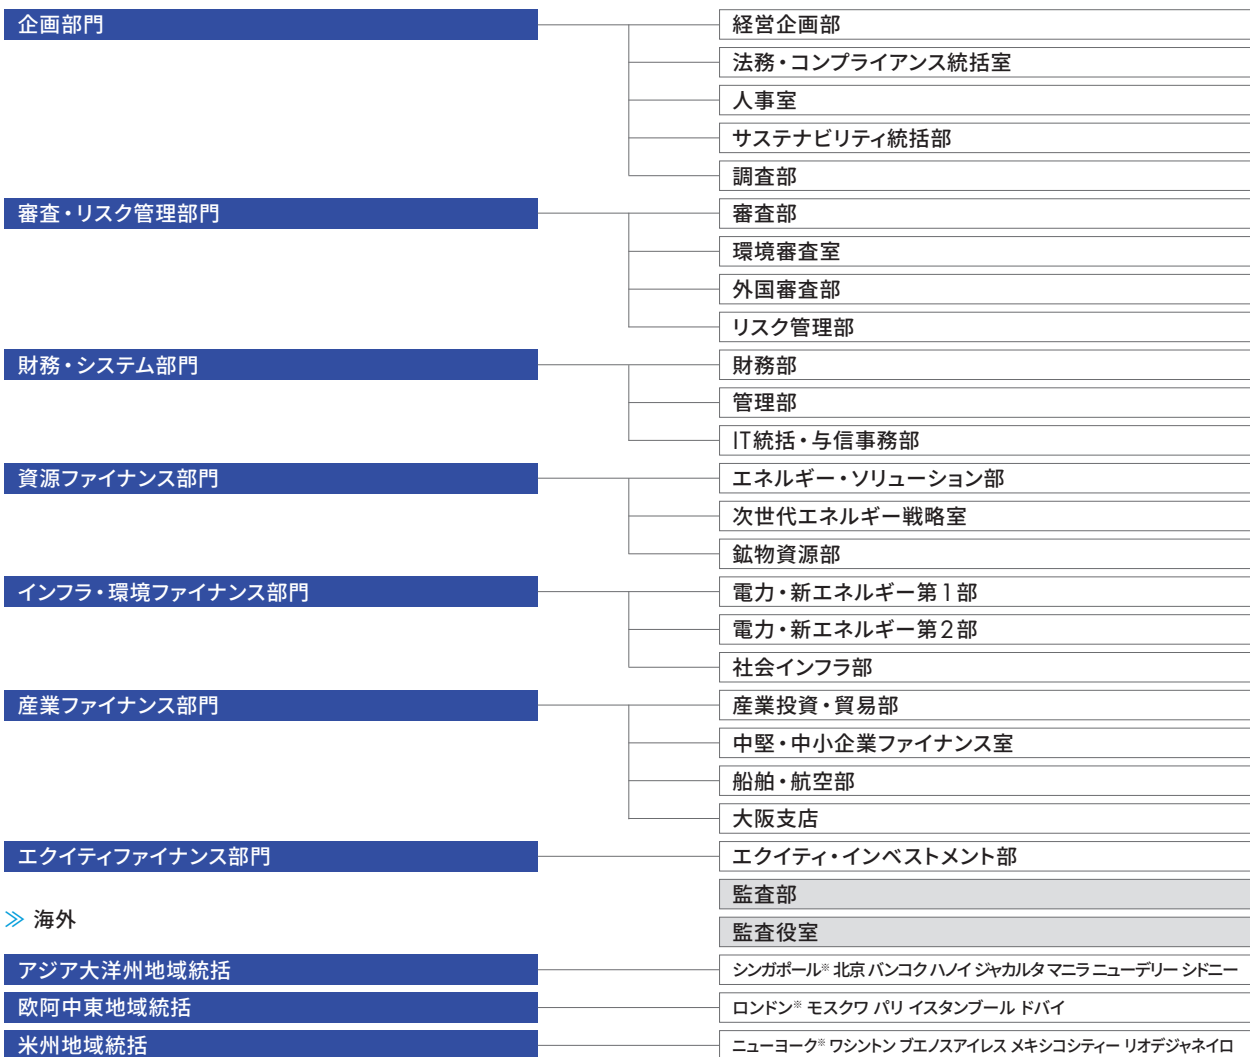 企画部門
経営企画部
法務・コンプライアンス統括室
人事室
サステナビリティ統括部
調査部
審査・リスク管理部門
審査部
環境審査室
外国審査部
リスク管理部
財務・システム部門
財務部
管理部
IT統括・与信事務部
資源ファイナンス部門
エネルギー・ソリューション部
次世代エネルギー戦略室
鉱物資源部
インフラ・環境ファイナンス部門
電力・新エネルギー第1部
電力・新エネルギー第2部
社会インフラ部
産業ファイナンス部門
産業投資・貿易部
中堅・中小企業ファイナンス室
船舶・航空部
大阪支店
エクイティファイナンス部門
エクイティ・インベストメント部
監査部
監査役室
≫ 海外
アジア大洋州地域統括
シンガポール※ 北京 バンコク ハノイ ジャカルタ マニラ ニューデリー シドニー
欧阿中東地域統括
ロンドン※ モスクワ パリ イスタンブール ドバイ
米州地域統括
ニューヨーク※ ワシントン ブエノスアイレス メキシコシティー リオデジャネイロ